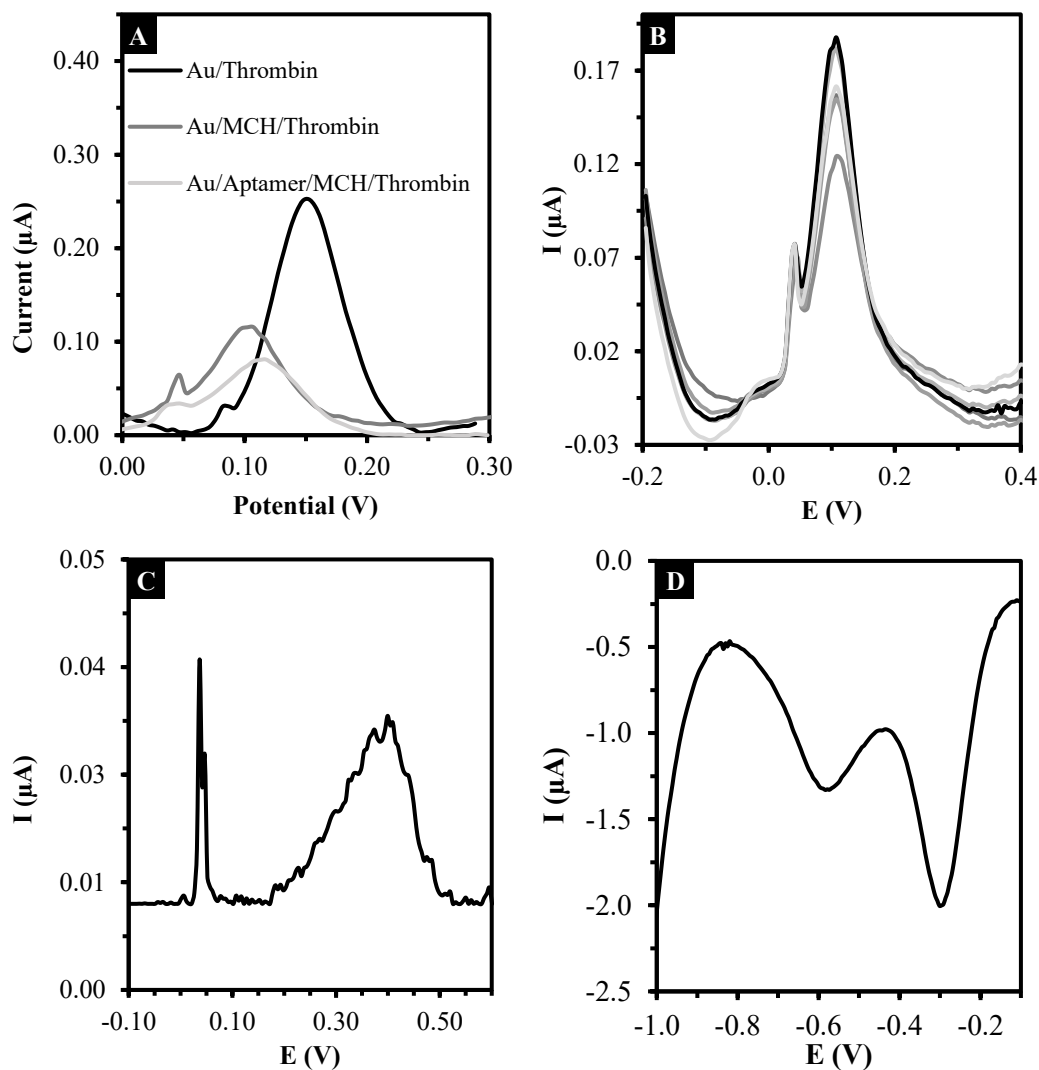 A
Au/Thrombin
Au/MCH/Thrombin
Au/Aptamer/MCH/Thrombin
0.40
0.30
0.20
0.10
0.00
Current (µA)
0.00 0.10 0.20 0.30
Potential (V)
B
0.17
0.12
0.07
0.02
-0.03
I (µA)
-0.2 0.0 0.2 0.4
E (V)
C
0.05
0.04
0.03
0.01
0.00
I (µA)
-0.10 0.10 0.30 0.50
E (V)
D
0.0
-0.5
-1.0
-1.5
-2.0
-2.5
I (µA)
-1.0 -0.8 -0.6 -0.4 -0.2
E (V)